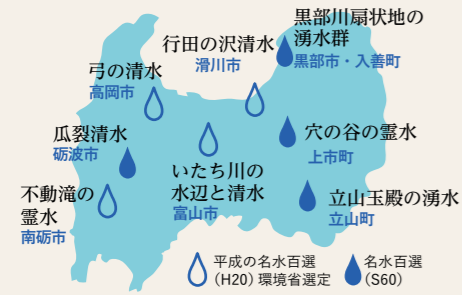 黒部川扇状地の
湧水群
黒部市・入善町
行田の沢清水
滑川市
弓の清水
高岡市
穴の谷の霊水
上市町
瓜裂清水
砺波市
いたち川の
水辺と清水
富山市
不動滝の
霊水
南砺市
立山玉殿の湧水
立山町
平成の名水百選
（H20）環境省選定
名水百選
（S60）